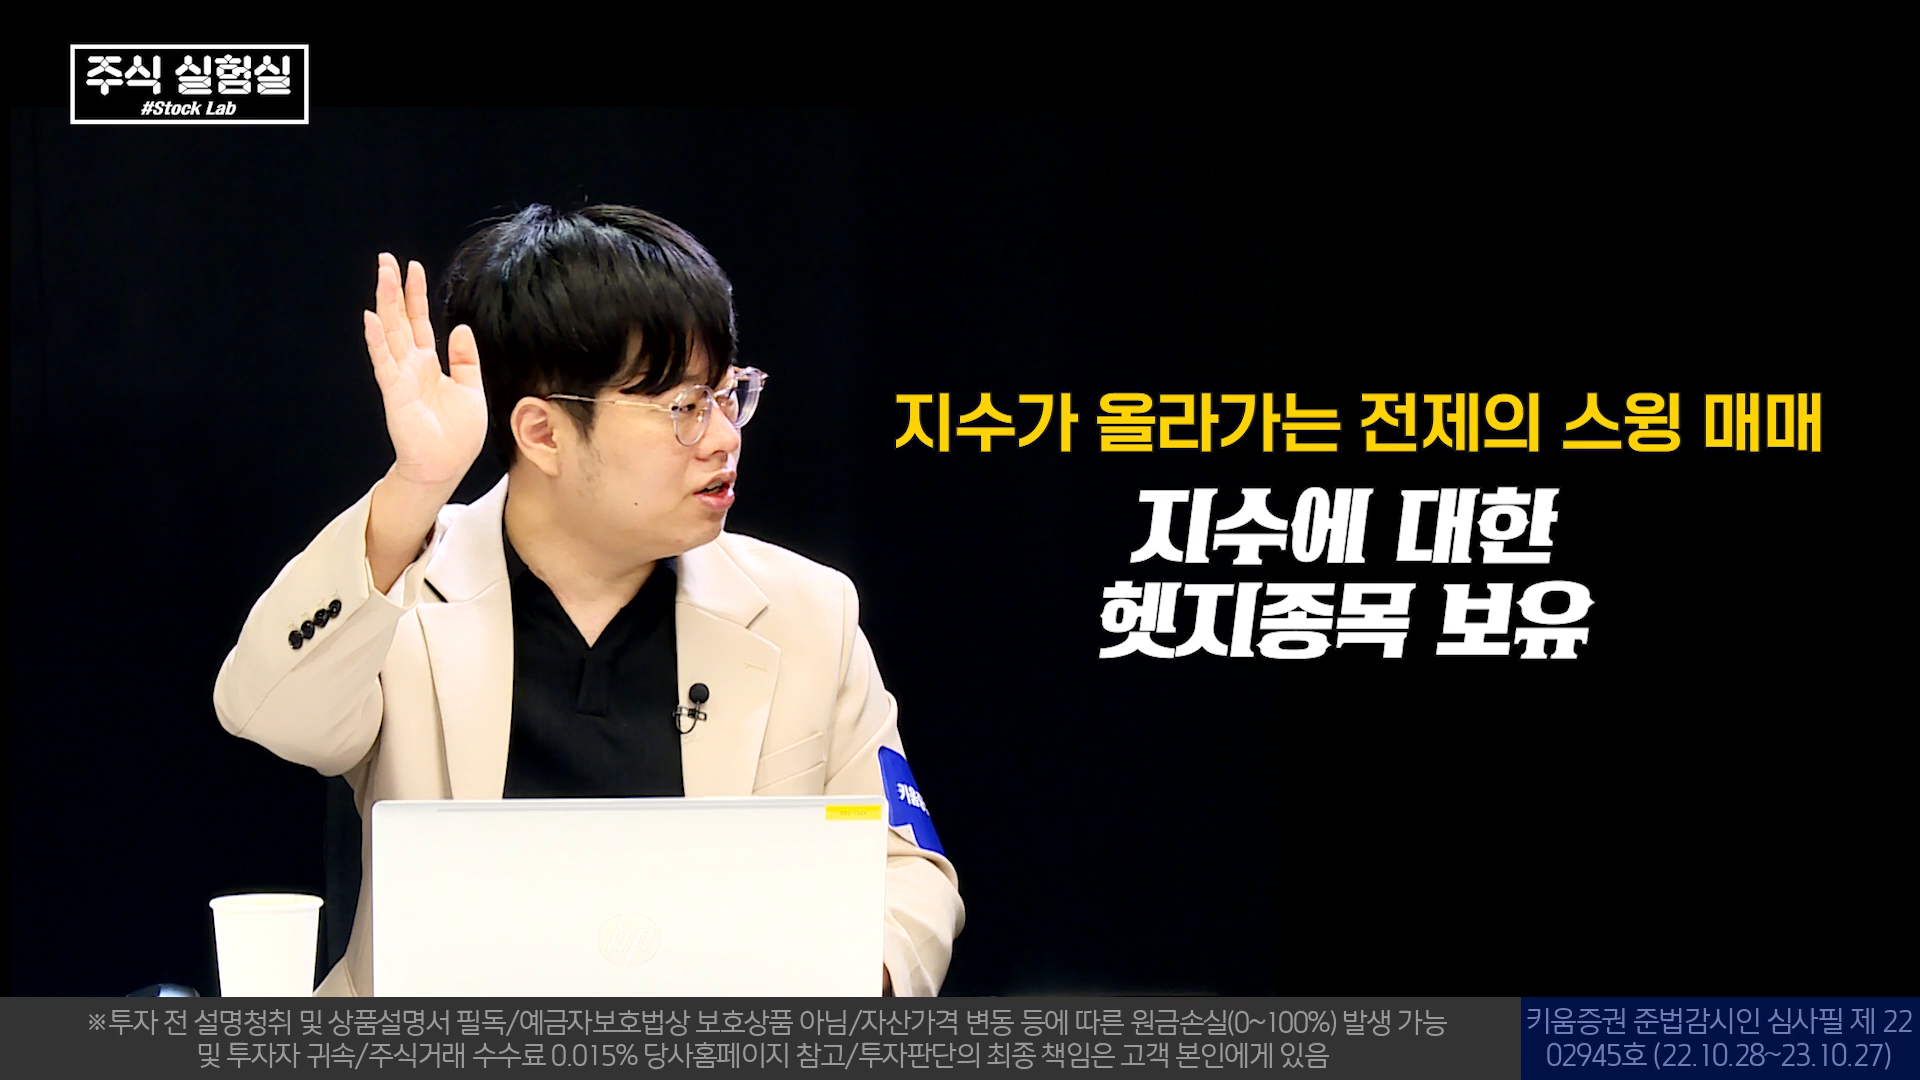 주식 실험실
#Stock Lab
지수가 올라가는 전제의 스윙 매매
지수에 대한
헷지종목 보유
키움증
hp
※투자 전 설명청취 및 상품설명서 필독/예금자보호법상 보호상품 아님/자산가격 변동 등에 따른 원금손실(0~100%) 발생 가능
및 투자자 귀속/주식거래 수수료 0.015% 당사홈페이지 참고/투자판단의 최종 책임은 고객 본인에게 있음
키움증권 준법감시인 심사필 제 22
02945호 (22.10.28~23.10.27)